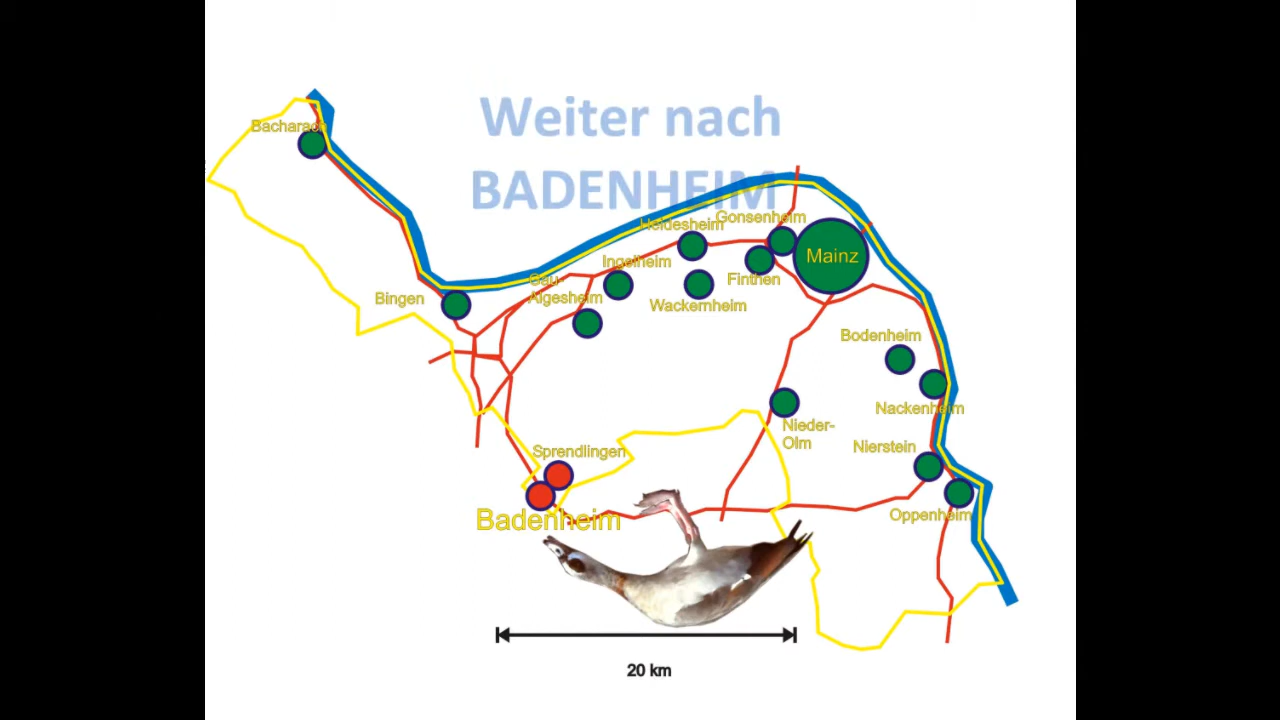 Weiter nach
BADENHEIM
Bacharach
Gonsenheim
Heidesheim
Mainz
Ingelheim
Finthen
Gau-
Algesheim
Bingen
Wackernheim
Bodenheim
Nackenheim
Nieder-
Olm
Nierstein
Sprendlingen
Oppenheim
Badenheim
20 km